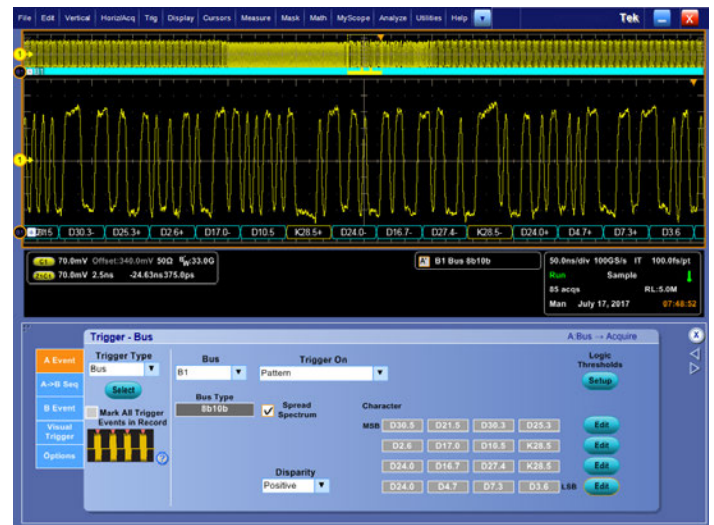 File Edit Vertical Horiz/Acq Trig Display Cursors Measure Mask Math MyScope Analyze Utilities Help Tek X
1
1
D30.3- D25.3+ D2.6+ D17.0- D10.5 K28.5+ D24.0- D16.7- D27.4- K28.5- D24.0+ D4.7+ D7.3+ D3.6
C1 70.0mV Offset:340.0mV 50Ω BW:33.0G
Z1C1 70.0mV 2.5ns -24.63ns 375.0ps
A' B1 Bus 8b10b
50.0ns/div 100GS/s IT 100.0fs/pt
Run Sample
85 acqs RL:5.0M
Man July 17, 2017 07:48:52
Trigger - Bus A:Bus → Acquire X
A Event
A->B Seq
B Event
Visual Trigger
Options
Trigger Type
Bus
Select
Mark All Trigger
Events in Record
?
Bus
B1
Bus Type
8b10b
Trigger On
Pattern
Spread
Spectrum
Disparity
Positive
Character
MSB D30.5 D21.5 D30.3 D25.3 Edit
D2.6 D17.0 D10.5 K28.5 Edit
D24.0 D16.7 D27.4 K28.5 Edit
D24.0 D4.7 D7.3 D3.6 LSB Edit
Logic
Thresholds
Setup